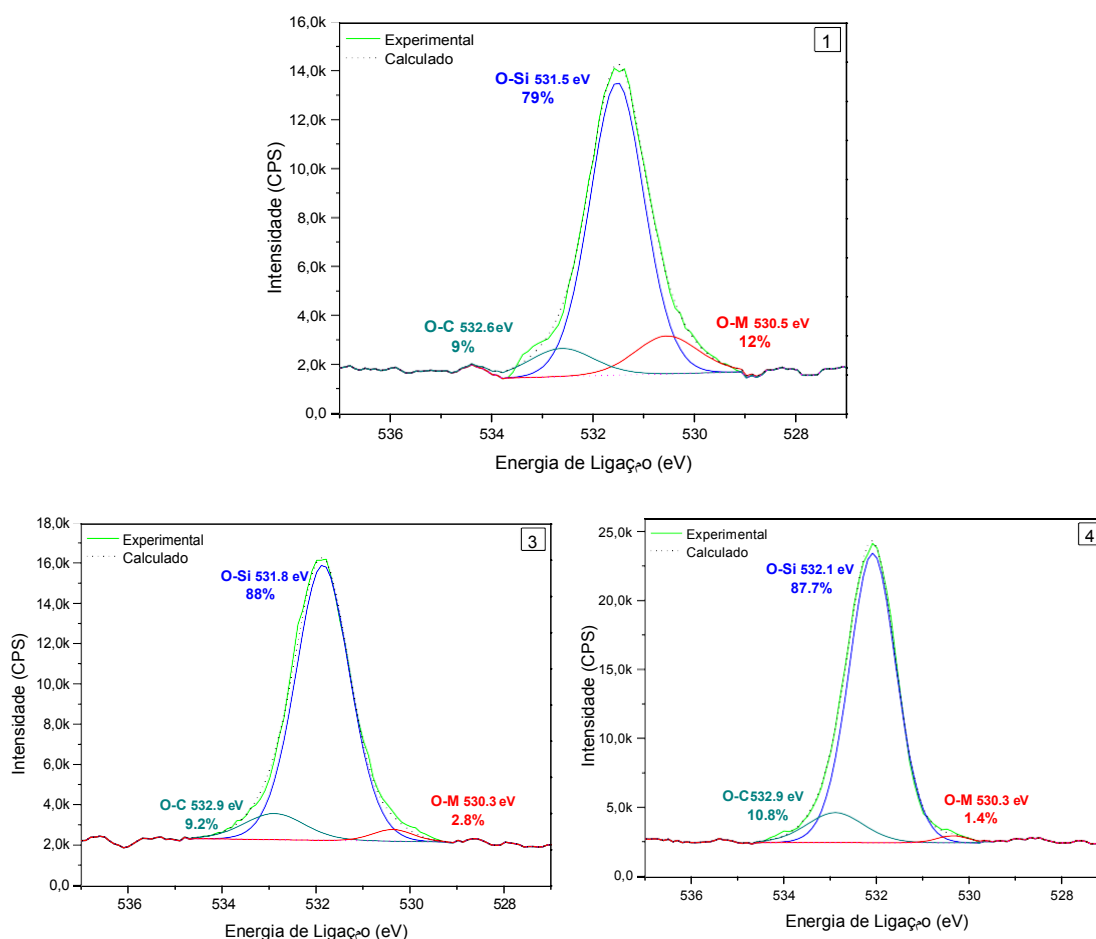 16,0k
14,0k
12,0k
10,0k
8,0k
6,0k
4,0k
2,0k
0,0
Intensidade (CPS)
Experimental
Calculado
1
O-Si 531.5 eV
79%
O-C 532.6 eV
9%
O-M 530.5 eV
12%
536 534 532 530 528
Energia de (eV)
18,0k
16,0k
14,0k
12,0k
10,0k
8,0k
6,0k
4,0k
2,0k
0,0
Intensidade (CPS)
Experimental
Calculado
3
O-Si 531.8 eV
88%
O-C 532.9 eV
9.2%
O-M 530.3 eV
2.8%
536 534 532 530 528
Energia de (eV)
25,0k
20,0k
15,0k
10,0k
5,0k
0,0
Intensidade (CPS)
Experimental
Calculado
4
O-Si 532.1 eV
87.7%
O-C 532.9 eV
10.8%
O-M 530.3 eV
1.4%
536 534 532 530 528
Energia de (eV)